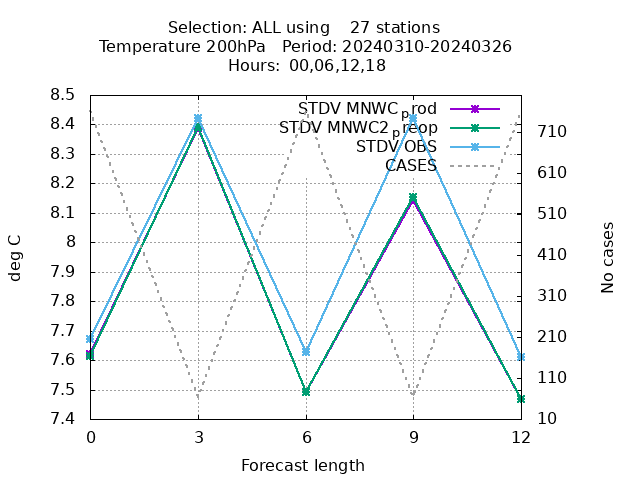 Selection: ALL using 27 stations
Temperature 200hPa Period: 20240310-20240326
Hours: 00,06,12,18
STDV MNWC_prod
STDV MNWC2_preop
STDV OBS
CASES
8.5
8.4
8.3
8.2
8.1
8
7.9
7.8
7.7
7.6
7.5
7.4
deg C
710
610
510
410
310
210
110
10
No cases
0 3 6 9 12
Forecast length